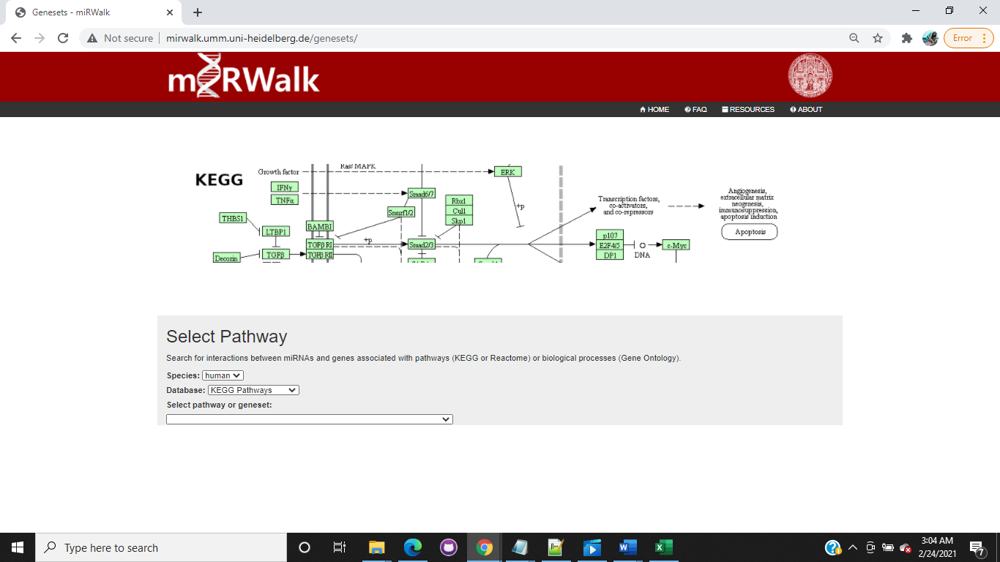 Genesets - miRWalk
Not secure
mirwalk.umm.uni-heidelberg.de/genesets/
Error
miRWalk
HOME
FAQ
RESOURCES
ABOUT
KEGG
Growth factor
Ras/ MAPK
ERK
IFNγ
TNFα
Smad6/7
Rbx1
Cul1
Skp1
Smurf1/2
+p
THBS1
LTBP1
BAMBI
TGFβ RI
TGFβ RII
+p
Smad2/3
Decorin
TGFβ
Transcription factors,
co-activators,
and co-repressors
Angiogenesis,
extracellular matrix
neogenesis,
immunosuppression,
apoptosis induction
Apoptosis
p107
E2F4/5
DP1
DNA
c-Myc
Select Pathway
Search for interactions between miRNAs and genes associated with pathways (KEGG or Reactome) or biological processes (Gene Ontology).
Species: human
Database: KEGG Pathways
Select pathway or geneset:
Type here to search
3:04 AM
2/24/2021
7